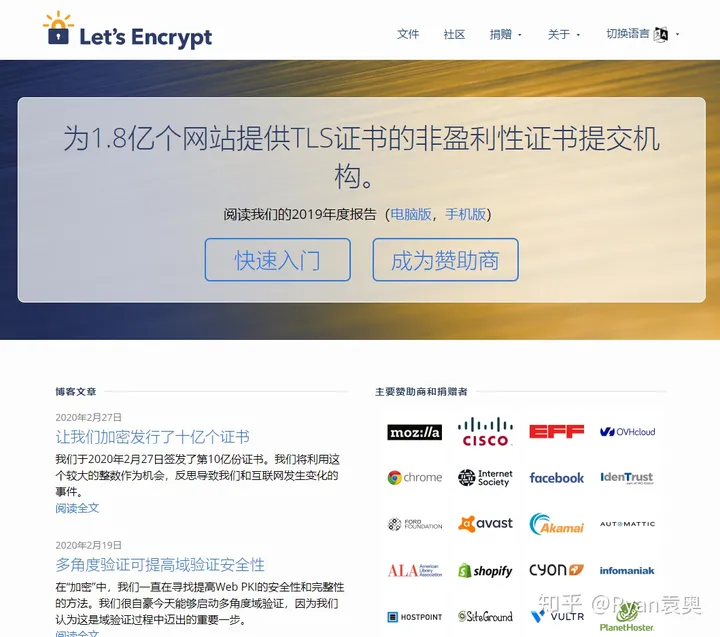 Let's Encrypt
文件 社区 捐赠 关于 切换语言
为1.8亿个网站提供TLS证书的非盈利性证书提交机
构。
阅读我们的2019年度报告（电脑版，手机版）
快速入门 成为赞助商
博客文章
2020年2月27日
让我们加密发行了十亿个证书
我们于2020年2月27日签发了第10亿份证书。我们将利用这
个较大的整数作为机会，反思导致我们和互联网发生变化的
事件。
阅读全文
2020年2月19日
多角度验证可提高域验证安全性
在“加密”中，我们一直在寻找提高Web PKI的安全性和完整性
的方法。我们很自豪今天能够启动多角度域验证，因为我们
认为这是域验证过程中迈出的重要一步。
阅读全文
主要赞助商和捐赠者
moz://a CISCO EFF OVHcloud
chrome Internet Society facebook IdenTrust
FORD FOUNDATION avast Akamai AUTOMATTIC
ALA American Library Association shopify CYON infomaniak
HOSTPOINT SiteGround VULTR PlanetHoster
知乎 @Ryan袁奥